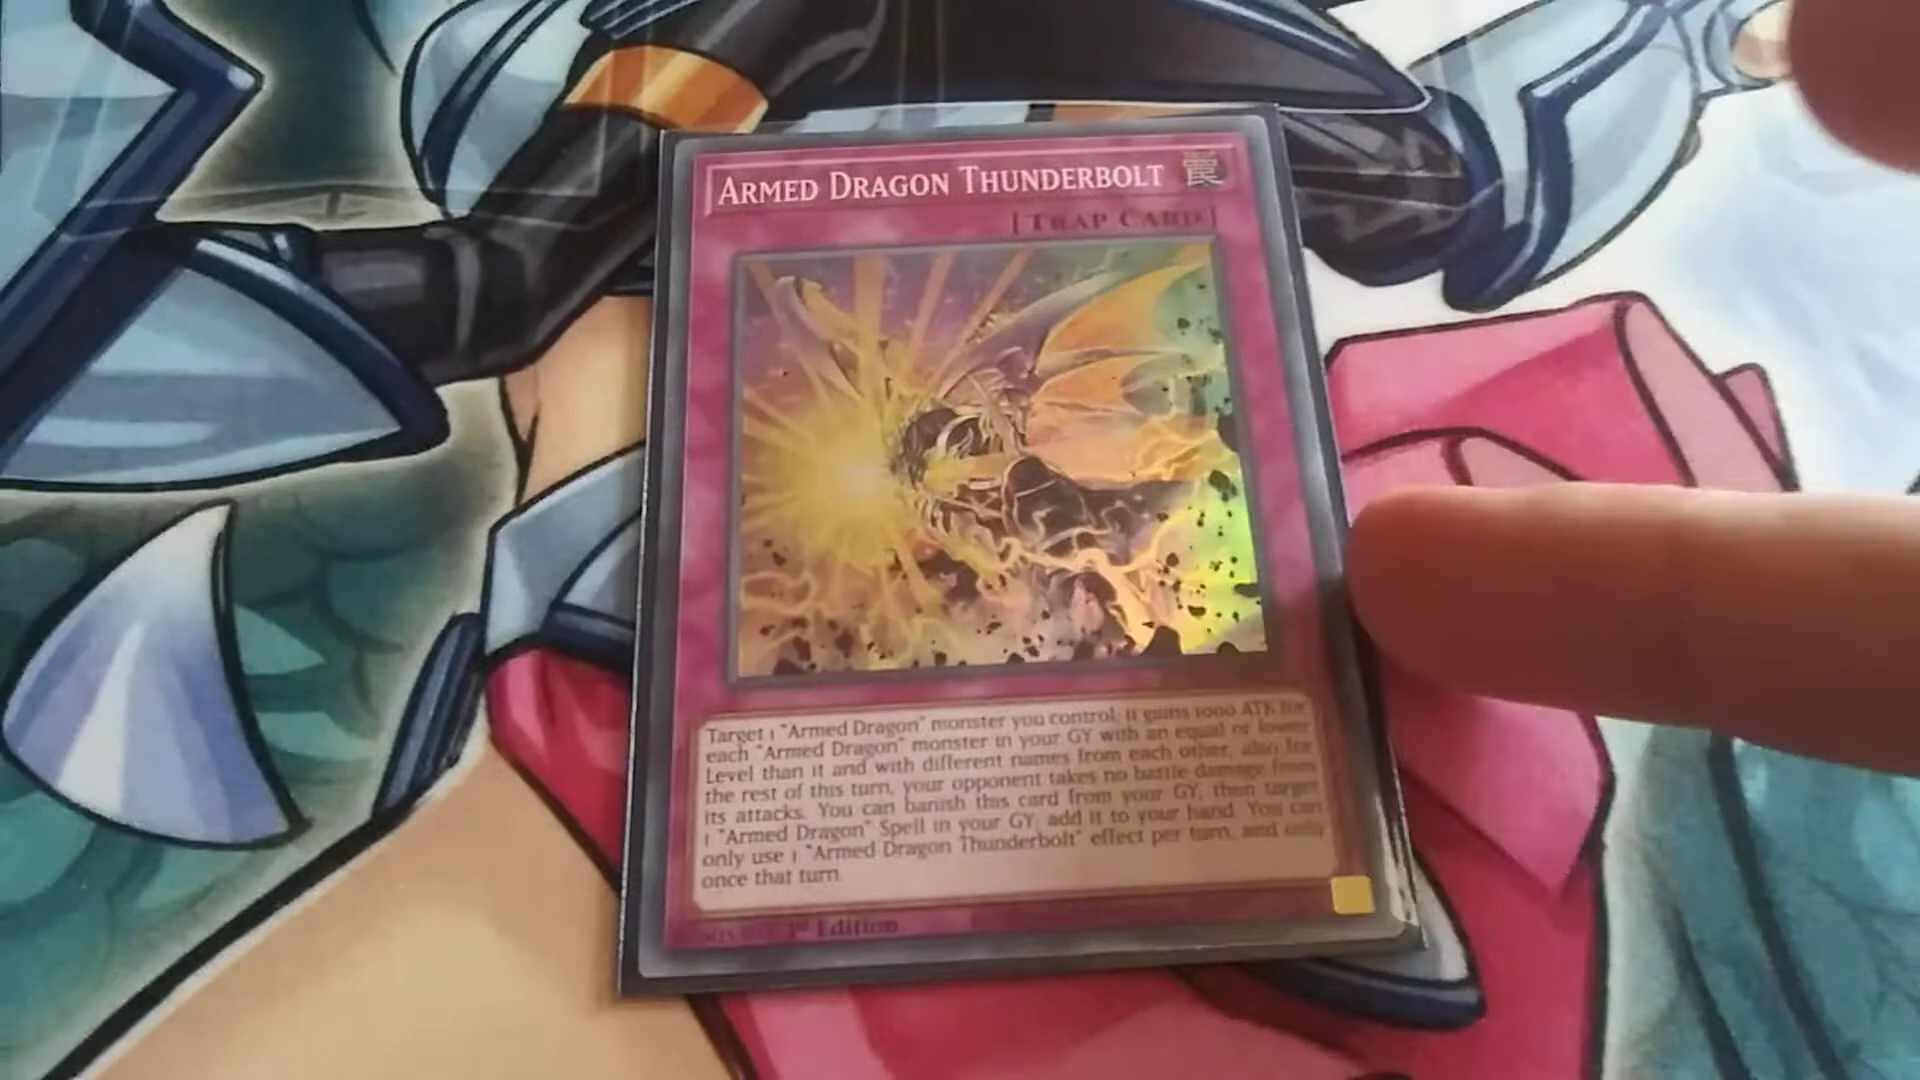 ARMED DRAGON THUNDERBOLT 罠
[TRAP CARD]
Target 1 "Armed Dragon" monster you control; it gains 1000 ATK for
each "Armed Dragon" monster in your GY with an equal or lower
Level than it and with different names from each other, also for
the rest of this turn, your opponent takes no battle damage from
its attacks. You can banish this card from your GY, then target
1 "Armed Dragon" Spell in your GY; add it to your hand. You can
only use 1 "Armed Dragon Thunderbolt" effect per turn, and only
once that turn.
1st Edition